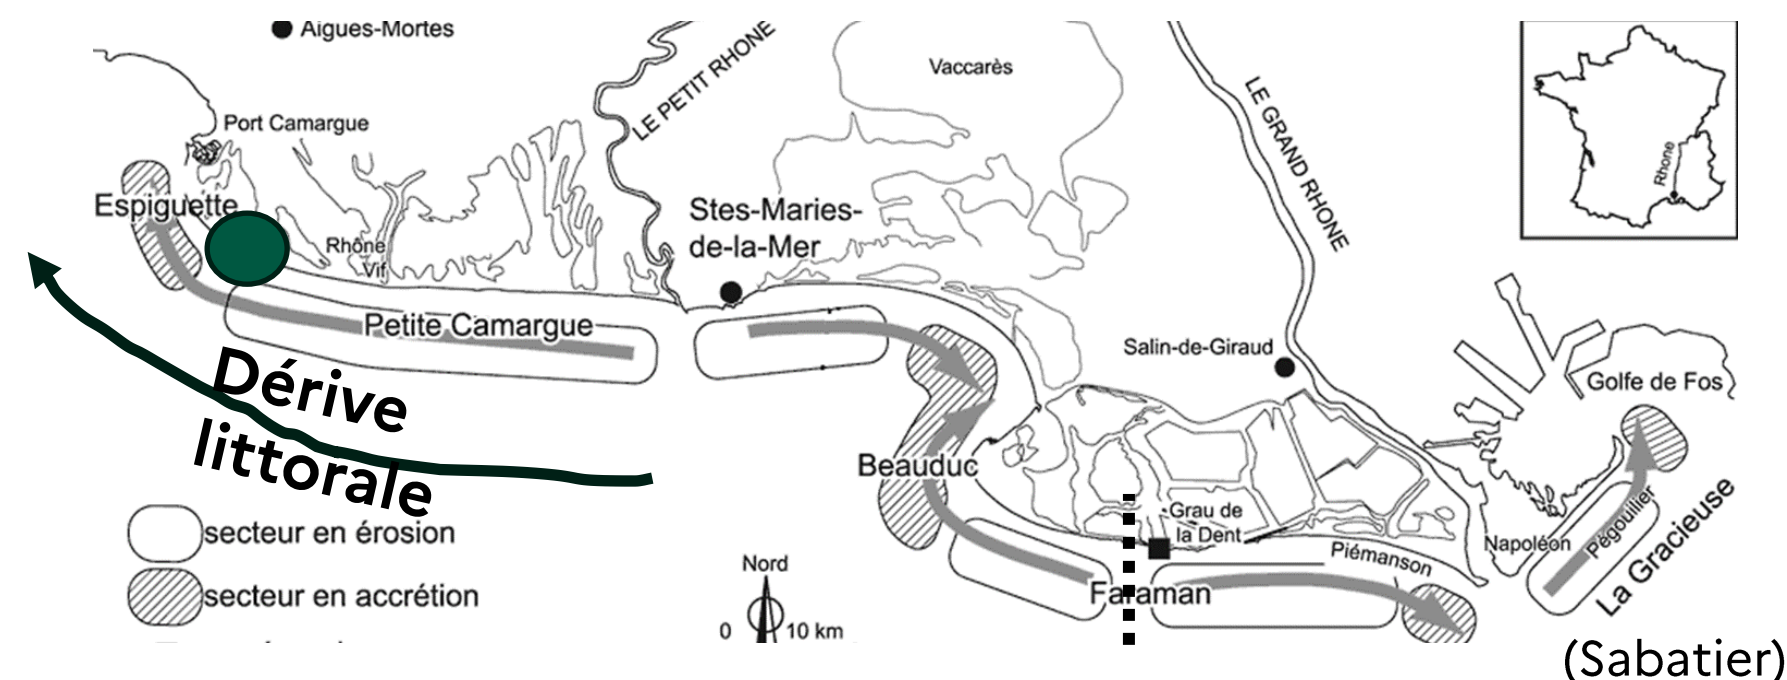 Aigues-Mortes
LE PETIT RHONE
Vaccarès
LE GRAND RHONE
Rhone
Port Camargue
Espiguette
Rhône
Vif
Stes-Maries-
de-la-Mer
Petite Camargue
Salin-de-Giraud
Golfe de Fos
Dérive
littorale
Beauduc
Grau de
la Dent
Piémanson
Napoléon
Pégouillier
La Gracieuse
Faraman
secteur en érosion
secteur en accrétion
Nord
0 10 km
(Sabatier)